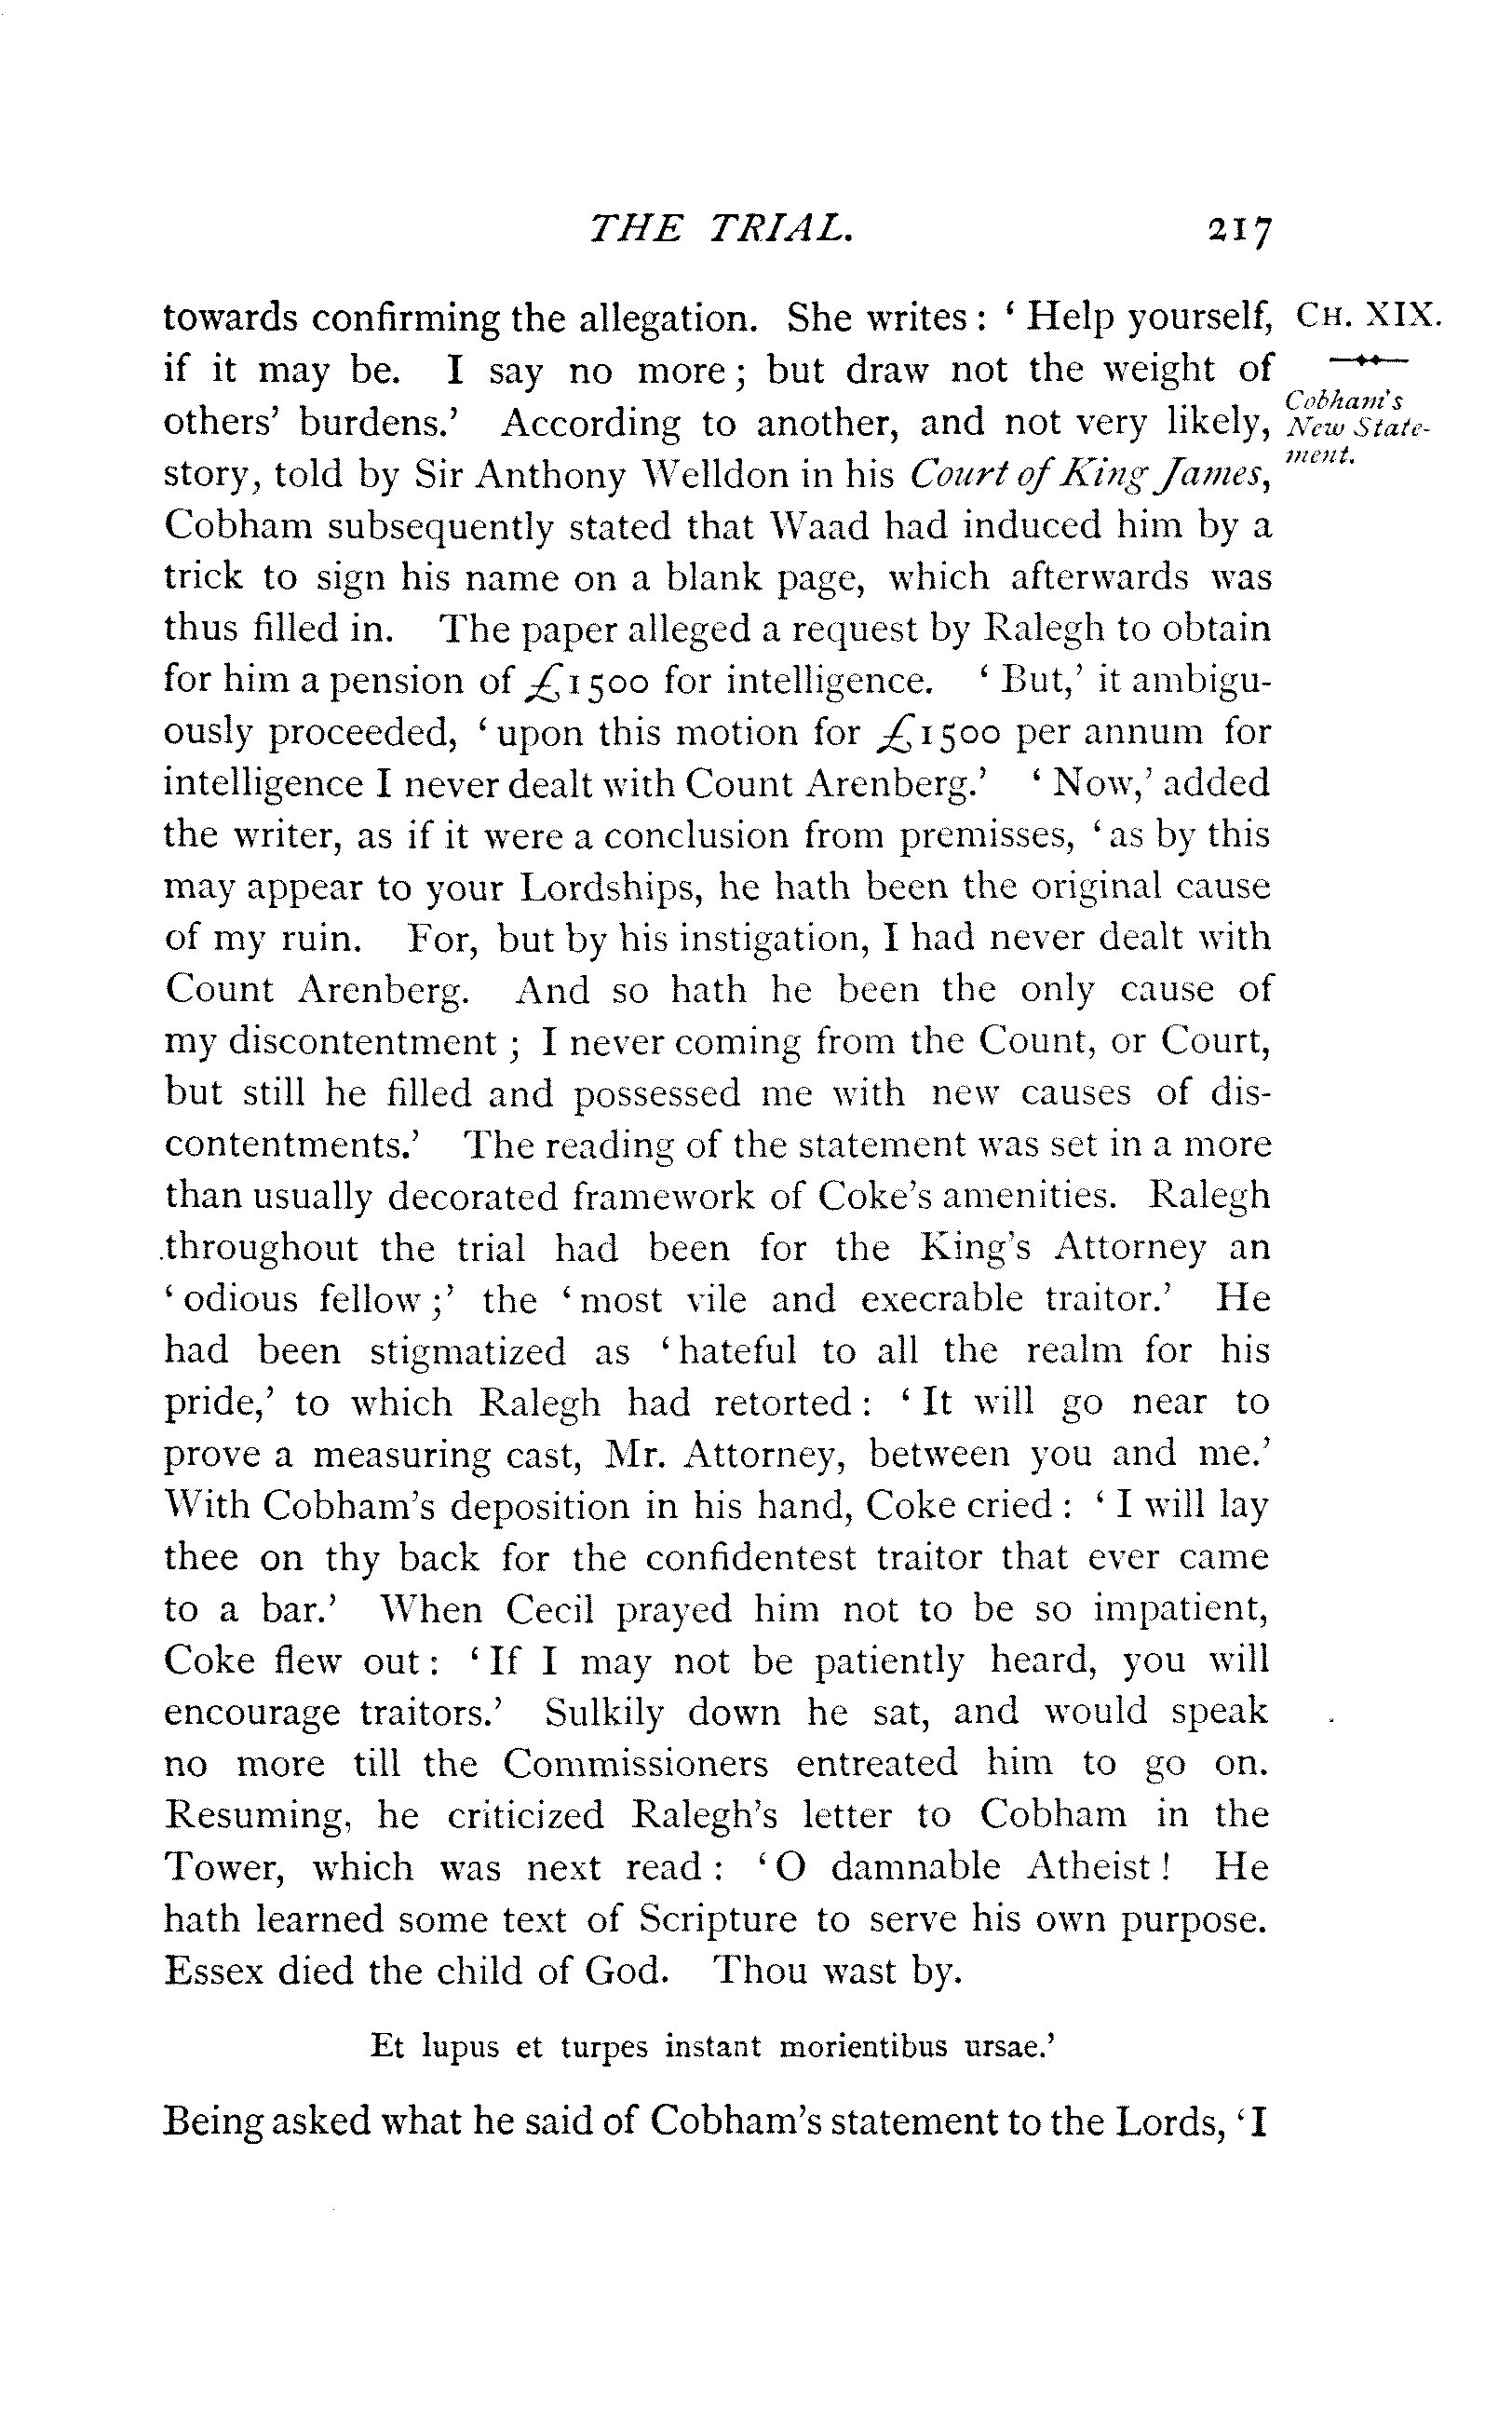 THE TRIAL. 217
towards confirming the allegation. She writes : ‘ Help yourself,
if it may be. I say no more ; but draw not the weight of
others’ burdens.’ According to another, and not very likely,
story, told by Sir Anthony Welldon in his Court of King James,
Cobham subsequently stated that Waad had induced him by a
trick to sign his name on a blank page, which afterwards was
thus filled in. The paper alleged a request by Ralegh to obtain
for him a pension of £1500 for intelligence. ‘ But,’ it ambigu-
ously proceeded, ‘ upon this motion for £1500 per annum for
intelligence I never dealt with Count Arenberg.’ ‘ Now,’ added
the writer, as if it were a conclusion from premisses, ‘ as by this
may appear to your Lordships, he hath been the original cause
of my ruin. For, but by his instigation, I had never dealt with
Count Arenberg. And so hath he been the only cause of
my discontentment ; I never coming from the Count, or Court,
but still he filled and possessed me with new causes of dis-
contentments.’ The reading of the statement was set in a more
than usually decorated framework of Coke’s amenities. Ralegh
throughout the trial had been for the King’s Attorney an
‘ odious fellow ;’ the ‘ most vile and execrable traitor.’ He
had been stigmatized as ‘ hateful to all the realm for his
pride,’ to which Ralegh had retorted : ‘ It will go near to
prove a measuring cast, Mr. Attorney, between you and me.’
With Cobham’s deposition in his hand, Coke cried : ‘ I will lay
thee on thy back for the confidentest traitor that ever came
to a bar.’ When Cecil prayed him not to be so impatient,
Coke flew out : ‘ If I may not be patiently heard, you will
encourage traitors.’ Sulkily down he sat, and would speak
no more till the Commissioners entreated him to go on.
Resuming, he criticized Ralegh’s letter to Cobham in the
Tower, which was next read : ‘ O damnable Atheist ! He
hath learned some text of Scripture to serve his own purpose.
Essex died the child of God. Thou wast by.
Et lupus et turpes instant morientibus ursae.’
Being asked what he said of Cobham’s statement to the Lords, ‘ I
CH. XIX.
Cobham's
New State-
ment.